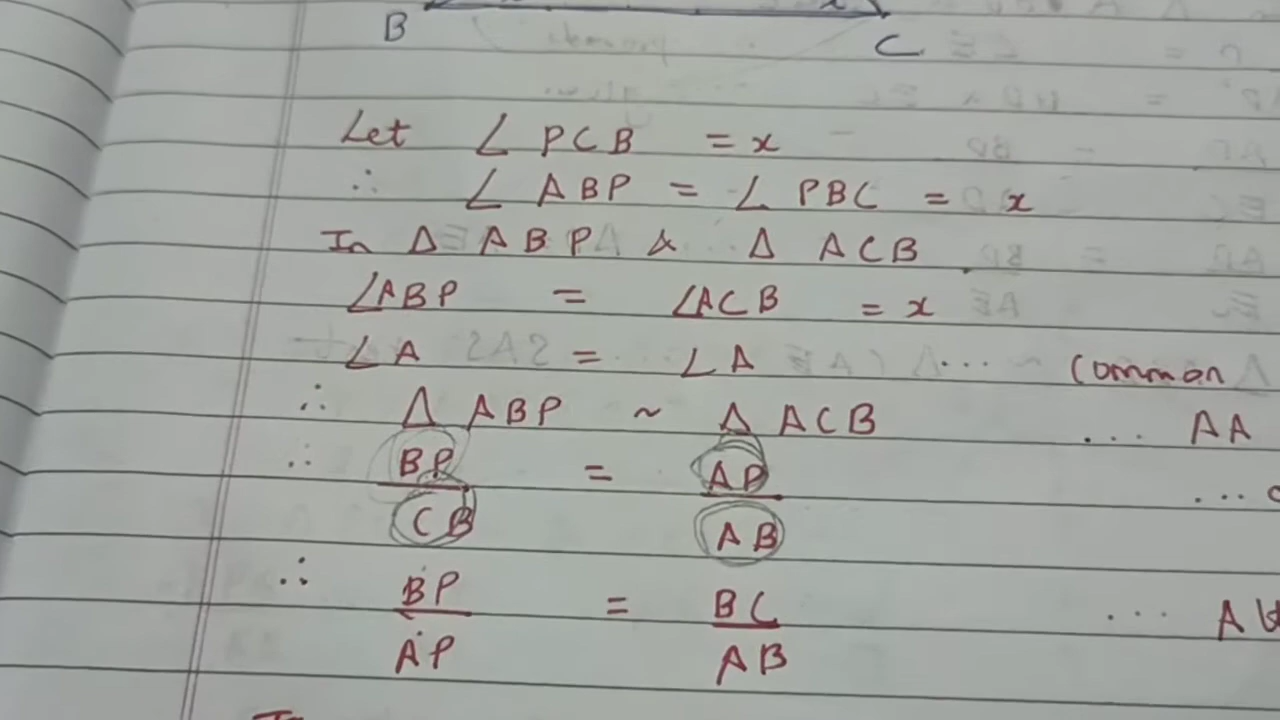 B C
Let ∠ PCB = x
∴ ∠ ABP = ∠ PBC = x
In Δ ABP & Δ ACB
∠ABP = ∠ACB = x
∠A = ∠A ... common
∴ Δ ABP ~ Δ ACB ... AA
∴ BP = AP ...
CB AB
∴ BP = BC ...
AP AB